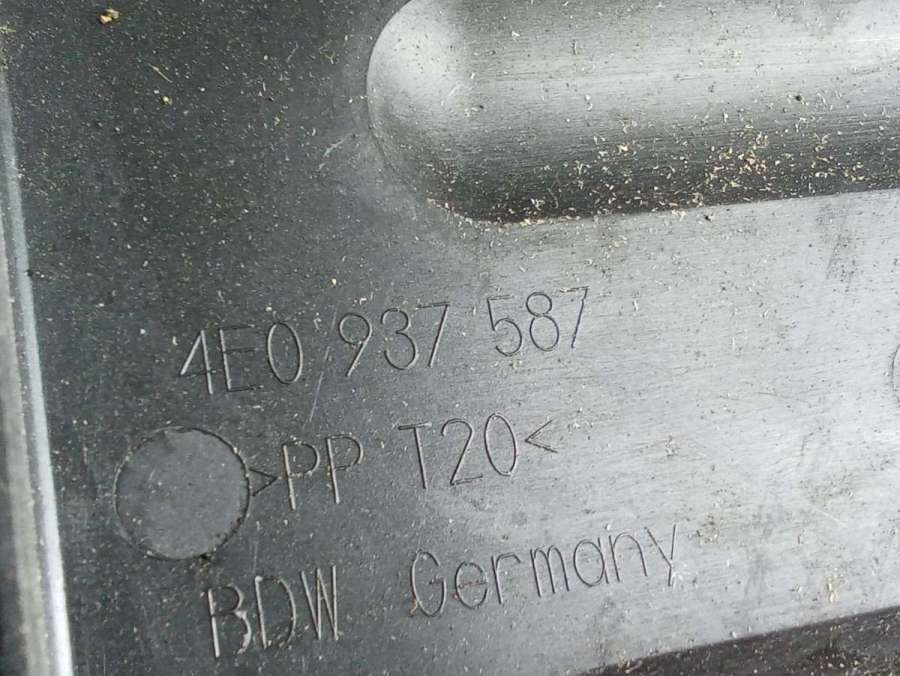 4E0 937 587
>PP T20<
BDW Germany